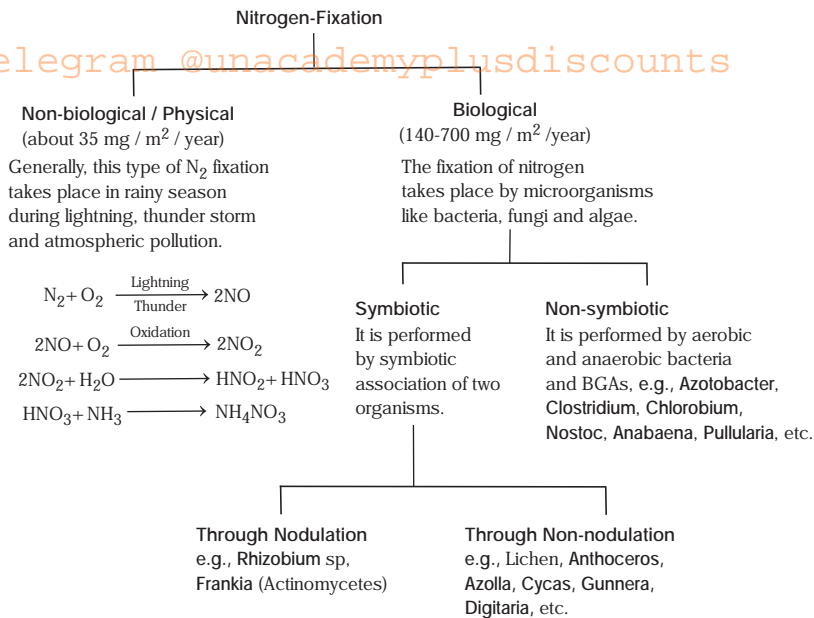 Nitrogen-Fixation
elegram @unacademyplusdiscounts
Non-biological / Physical
(about 35 mg / m² / year)
Generally, this type of N₂ fixation
takes place in rainy season
during lightning, thunder storm
and atmospheric pollution.
N₂+ O₂ Lightning Thunder → 2NO
2NO+ O₂ Oxidation → 2NO₂
2NO₂+ H₂O → HNO₂+ HNO₃
HNO₃+ NH₃ → NH₄NO₃
Biological
(140-700 mg / m² /year)
The fixation of nitrogen
takes place by microorganisms
like bacteria, fungi and algae.
Symbiotic
It is performed
by symbiotic
association of two
organisms.
Non-symbiotic
It is performed by aerobic
and anaerobic bacteria
and BGAs, e.g., Azotobacter,
Clostridium, Chlorobium,
Nostoc, Anabaena, Pullularia, etc.
Through Nodulation
e.g., Rhizobium sp,
Frankia (Actinomycetes)
Through Non-nodulation
e.g., Lichen, Anthoceros,
Azolla, Cycas, Gunnera,
Digitaria, etc.